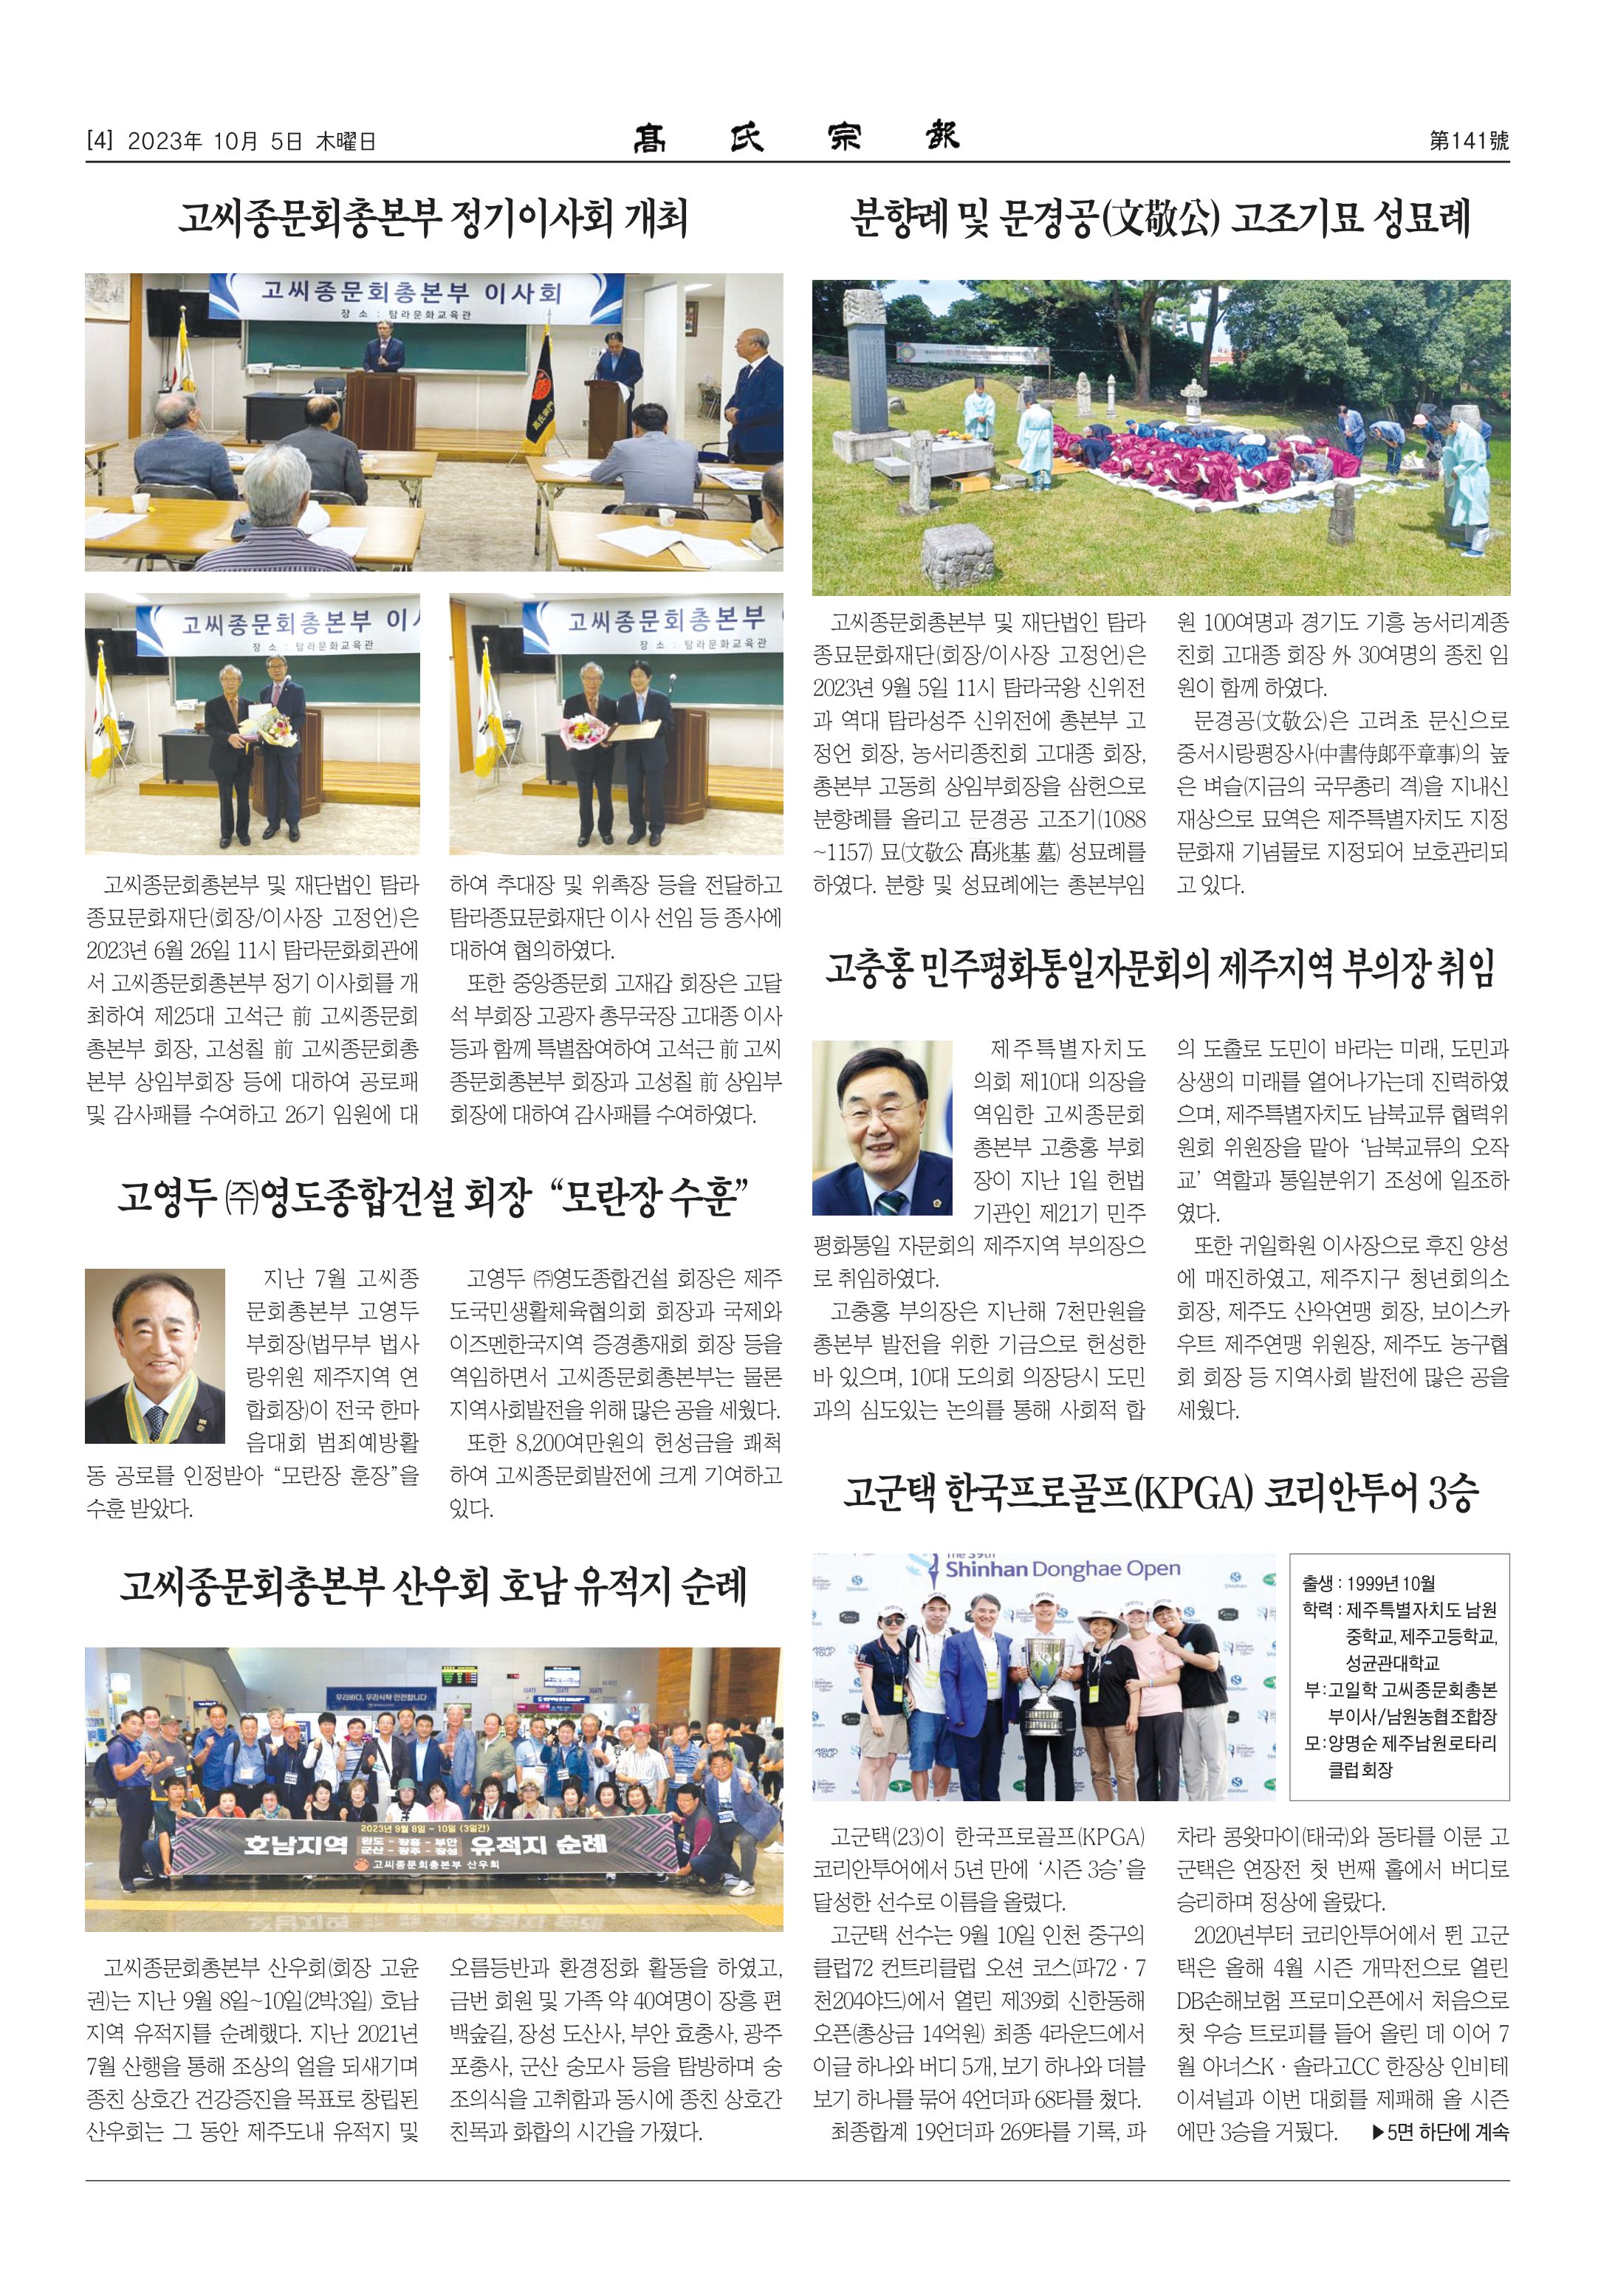 [4] 2023年 10月 5日 木曜日
髙氏宗報
第141號
고씨종문회총본부 정기이사회 개최
고씨종문회총본부 이사회
장 소 : 탐라문화교육관
고씨종문회총본부 이사
장 소 : 탐라문화교육관
고씨종문회총본부
장 소 : 탐라문화교육관
고씨종문회총본부 및 재단법인 탐라
종묘문화재단(회장/이사장 고정언)은
2023년 6월 26일 11시 탐라문화회관에
서 고씨종문회총본부 정기 이사회를 개
최하여 제25대 고석근 前 고씨종문회
총본부 회장, 고성칠 前 고씨종문회총
본부 상임부회장 등에 대하여 공로패
및 감사패를 수여하고 26기 임원에 대
하여 추대장 및 위촉장 등을 전달하고
탐라종묘문화재단 이사 선임 등 종사에
대하여 협의하였다.
또한 중앙종문회 고재갑 회장은 고달
석 부회장 고광자 총무국장 고대종 이사
등과 함께 특별참여하여 고석근 前 고씨
종문회총본부 회장과 고성칠 前 상임부
회장에 대하여 감사패를 수여하였다.
고영두 ㈜영도종합건설 회장 “모란장 수훈”
지난 7월 고씨종
문회총본부 고영두
부회장(법무부 법사
랑위원 제주지역 연
합회장)이 전국 한마
음대회 범죄예방활
동 공로를 인정받아 “모란장 훈장”을
수훈 받았다.
고영두 ㈜영도종합건설 회장은 제주
도국민생활체육협의회 회장과 국제와
이즈멘한국지역 증경총재회 회장 등을
역임하면서 고씨종문회총본부는 물론
지역사회발전을 위해 많은 공을 세웠다.
또한 8,200여만원의 헌성금을 쾌척
하여 고씨종문회발전에 크게 기여하고
있다.
고씨종문회총본부 산우회 호남 유적지 순례
우리바다, 우리식탁 안전합니다
2023년 9월 8일 ~ 10일 (3일간)
호남지역 완도 - 장흥 - 부안 유적지 순례
군산 - 광주 - 장성
고씨종문회총본부 산우회
고씨종문회총본부 산우회(회장 고윤
권)는 지난 9월 8일~10일(2박3일) 호남
지역 유적지를 순례했다. 지난 2021년
7월 산행을 통해 조상의 얼을 되새기며
종친 상호간 건강증진을 목표로 창립된
산우회는 그 동안 제주도내 유적지 및
오름등반과 환경정화 활동을 하였고,
금번 회원 및 가족 약 40여명이 장흥 편
백숲길, 장성 도산사, 부안 효충사, 광주
포충사, 군산 숭모사 등을 탐방하며 숭
조의식을 고취함과 동시에 종친 상호간
친목과 화합의 시간을 가졌다.
분향례 및 문경공(文敬公) 고조기묘 성묘례
고씨종문회총본부 및 재단법인 탐라
종묘문화재단(회장/이사장 고정언)은
2023년 9월 5일 11시 탐라국왕 신위전
과 역대 탐라성주 신위전에 총본부 고
정언 회장, 농서리종친회 고대종 회장,
총본부 고동희 상임부회장을 삼헌으로
분향례를 올리고 문경공 고조기(1088
~1157) 묘(文敬公 髙兆基 墓) 성묘례를
하였다. 분향 및 성묘례에는 총본부임
원 100여명과 경기도 기흥 농서리계종
친회 고대종 회장 外 30여명의 종친 임
원이 함께 하였다.
문경공(文敬公)은 고려초 문신으로
중서시랑평장사(中書侍郞平章事)의 높
은 벼슬(지금의 국무총리 격)을 지내신
재상으로 묘역은 제주특별자치도 지정
문화재 기념물로 지정되어 보호관리되
고 있다.
고충홍 민주평화통일자문회의 제주지역 부의장 취임
제주특별자치도
의회 제10대 의장을
역임한 고씨종문회
총본부 고충홍 부회
장이 지난 1일 헌법
기관인 제21기 민주
평화통일 자문회의 제주지역 부의장으
로 취임하였다.
고충홍 부의장은 지난해 7천만원을
총본부 발전을 위한 기금으로 헌성한
바 있으며, 10대 도의회 의장당시 도민
과의 심도있는 논의를 통해 사회적 합
의 도출로 도민이 바라는 미래, 도민과
상생의 미래를 열어나가는데 진력하였
으며, 제주특별자치도 남북교류 협력위
원회 위원장을 맡아 ‘남북교류의 오작
교’ 역할과 통일분위기 조성에 일조하
였다.
또한 귀일학원 이사장으로 후진 양성
에 매진하였고, 제주지구 청년회의소
회장, 제주도 산악연맹 회장, 보이스카
우트 제주연맹 위원장, 제주도 농구협
회 회장 등 지역사회 발전에 많은 공을
세웠다.
고군택 한국프로골프(KPGA) 코리안투어 3승
The 39th
Shinhan Donghae Open
출생 : 1999년 10월
학력 : 제주특별자치도 남원
중학교, 제주고등학교,
성균관대학교
부:고일학 고씨종문회총본
부이사/남원농협조합장
모:양명순 제주남원로타리
클럽회장
고군택(23)이 한국프로골프(KPGA)
코리안투어에서 5년 만에 ‘시즌 3승’을
달성한 선수로 이름을 올렸다.
고군택 선수는 9월 10일 인천 중구의
클럽72 컨트리클럽 오션 코스(파72 · 7
천204야드)에서 열린 제39회 신한동해
오픈(총상금 14억원) 최종 4라운드에서
이글 하나와 버디 5개, 보기 하나와 더블
보기 하나를 묶어 4언더파 68타를 쳤다.
최종합계 19언더파 269타를 기록, 파
차라 콩왓마이(태국)와 동타를 이룬 고
군택은 연장전 첫 번째 홀에서 버디로
승리하며 정상에 올랐다.
2020년부터 코리안투어에서 뛴 고군
택은 올해 4월 시즌 개막전으로 열린
DB손해보험 프로미오픈에서 처음으로
첫 우승 트로피를 들어 올린 데 이어 7
월 아너스K · 솔라고CC 한장상 인비테
이셔널과 이번 대회를 제패해 올 시즌
에만 3승을 거뒀다. ▶5면 하단에 계속